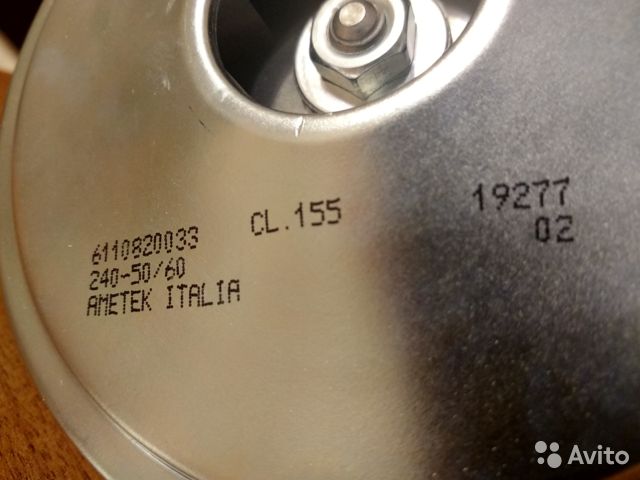 6110820033
240~50/60
AMETEK ITALIA
CL.155
19277
02
Avito